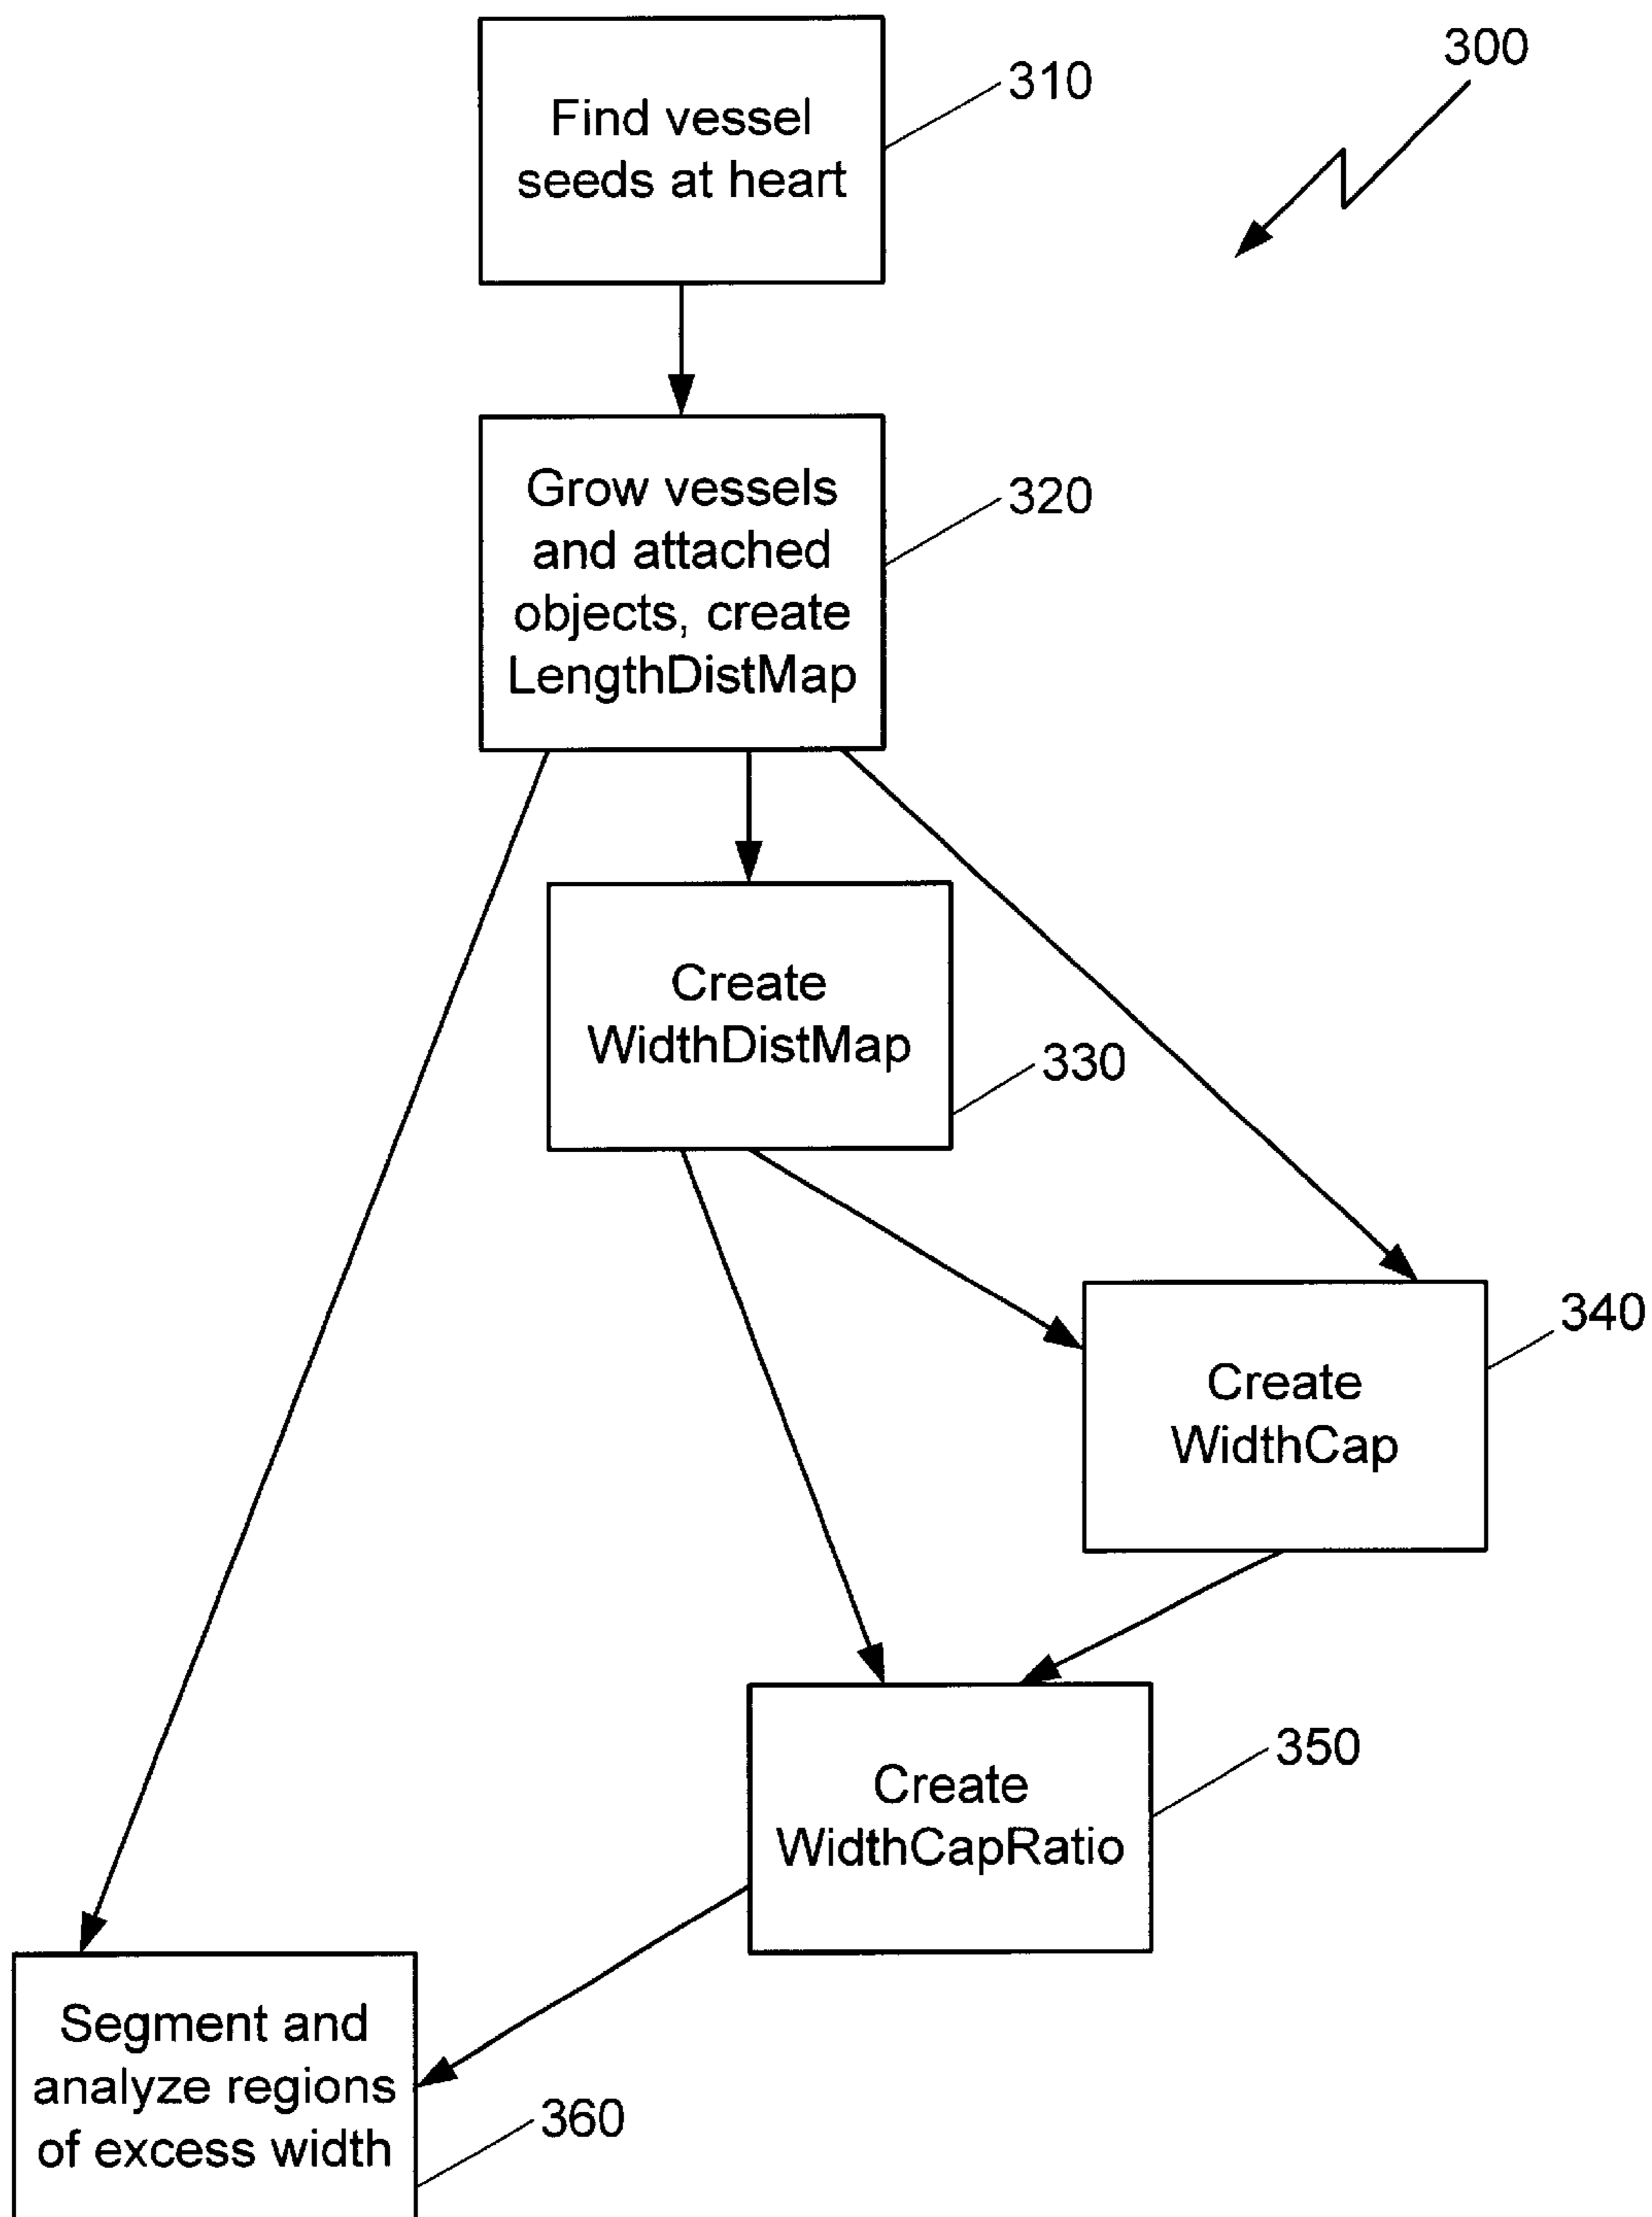 300
310
Find vessel
seeds at heart
320
Grow vessels
and attached
objects, create
LengthDistMap
Create
WidthDistMap
330
340
Create
WidthCap
350
Create
WidthCapRatio
Segment and
analyze regions
of excess width
360